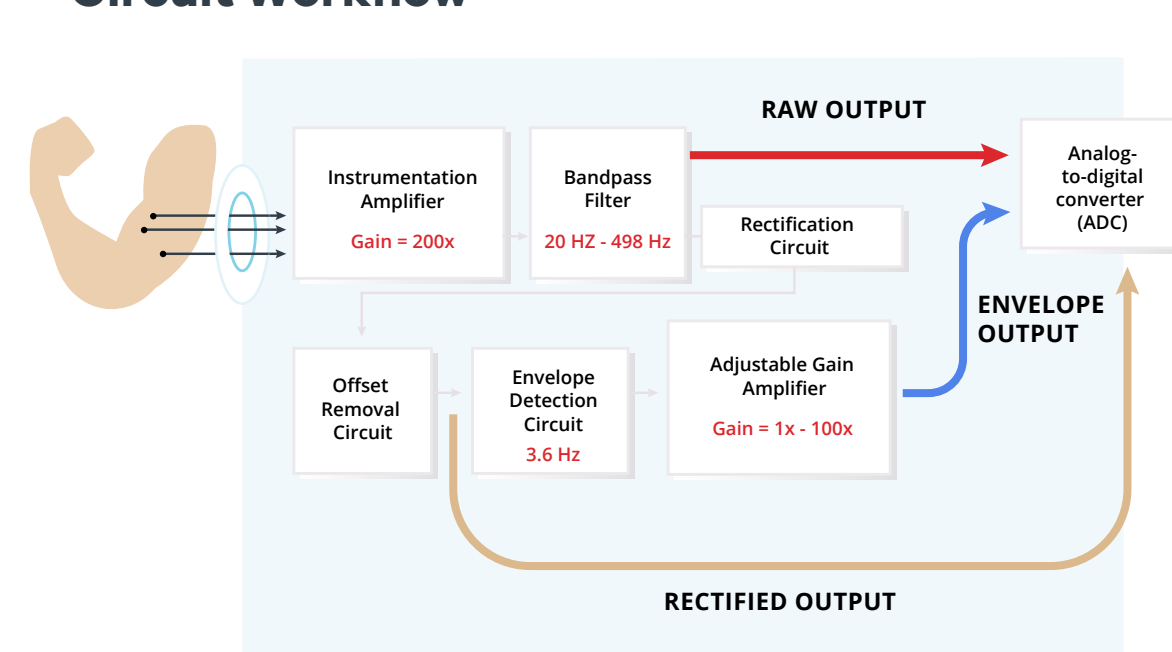 Circuit Workflow
RAW OUTPUT
Analog-
to-digital
converter
(ADC)
Instrumentation
Amplifier
Gain = 200x
Bandpass
Filter
20 HZ - 498 Hz
Rectification
Circuit
ENVELOPE
OUTPUT
Offset
Removal
Circuit
Envelope
Detection
Circuit
3.6 Hz
Adjustable Gain
Amplifier
Gain = 1x - 100x
RECTIFIED OUTPUT